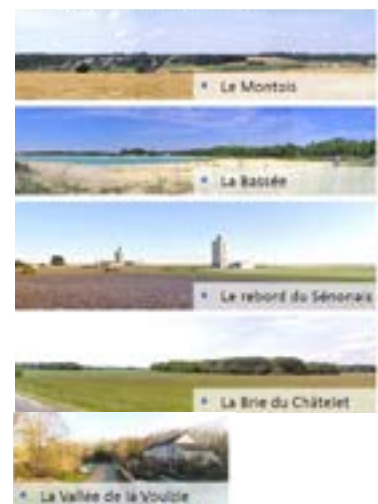 • Le Montois
• La Bassée
• Le rebord du Sénonais
• La Brie du Châtelet
• La Vallée de la Voulzie